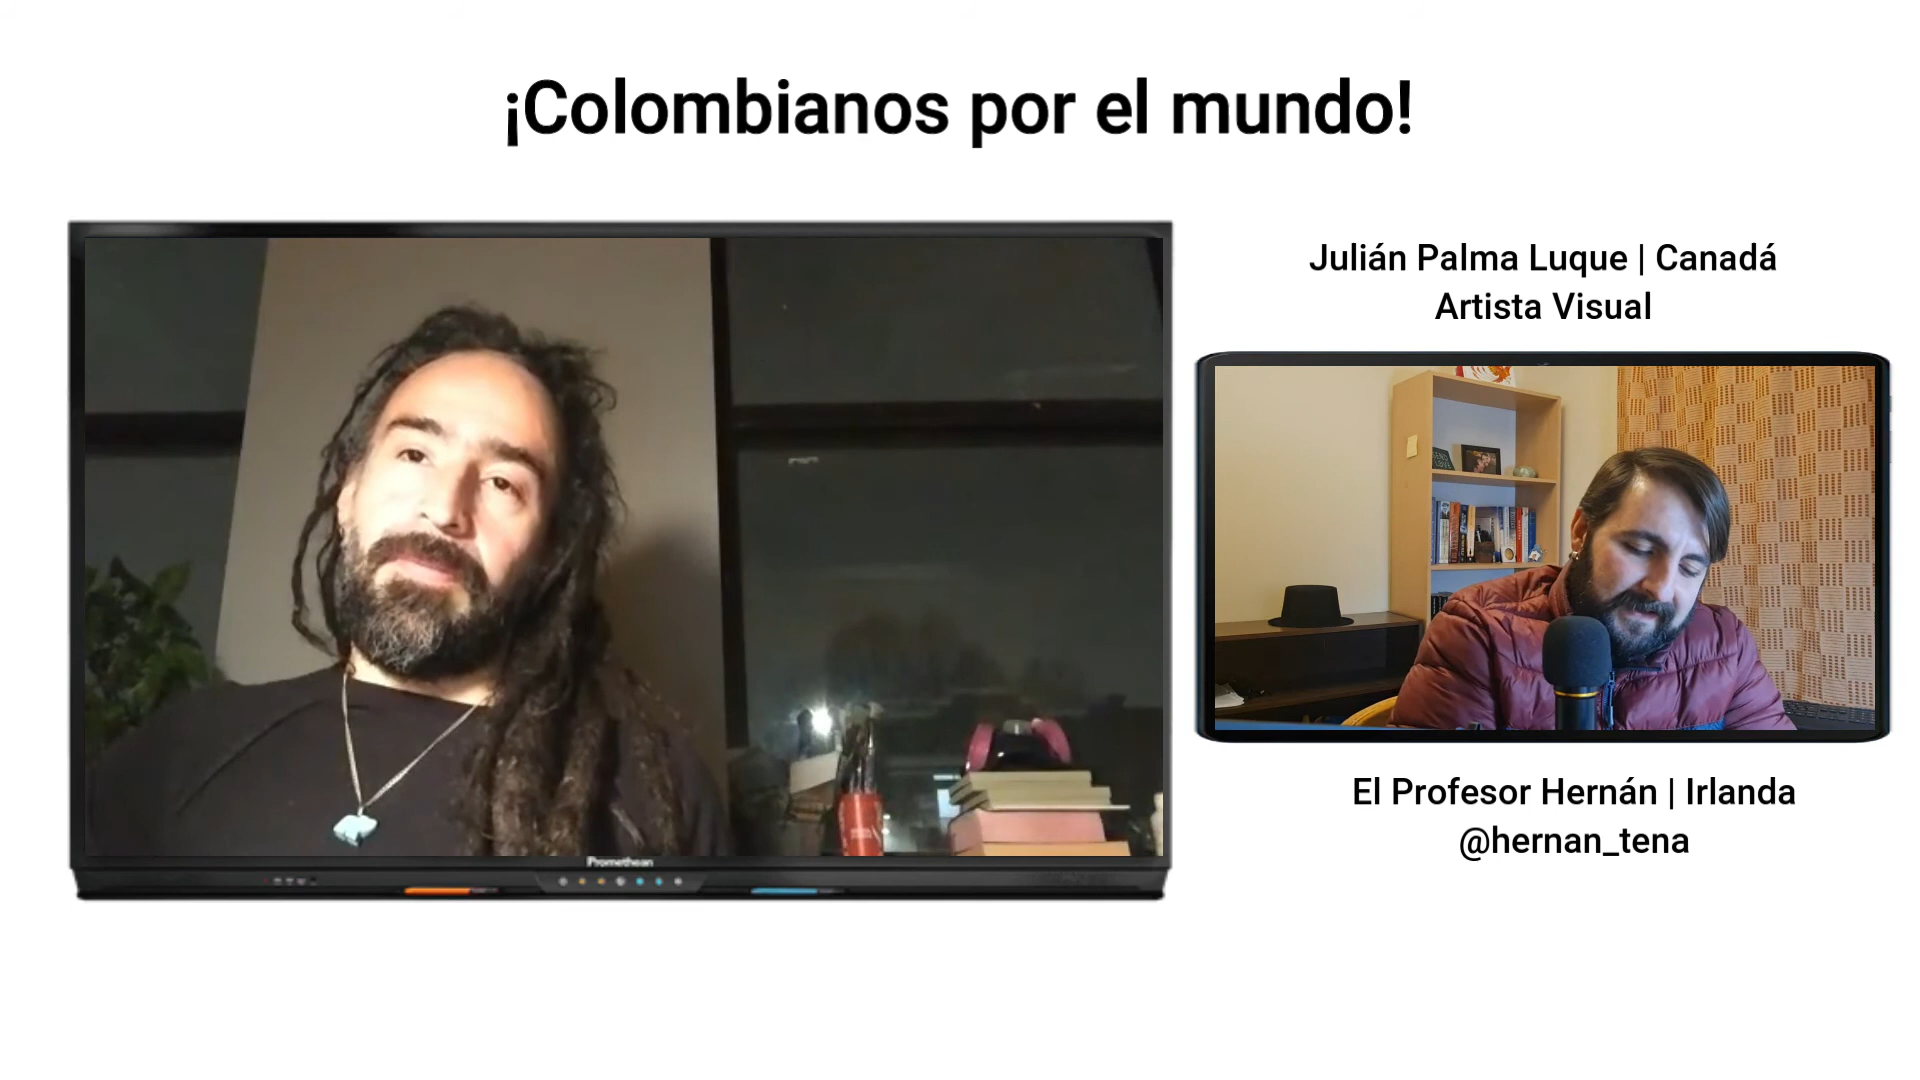 ¡Colombianos por el mundo!
Julián Palma Luque | Canadá
Artista Visual
Promethean
El Profesor Hernán | Irlanda
@hernan_tena